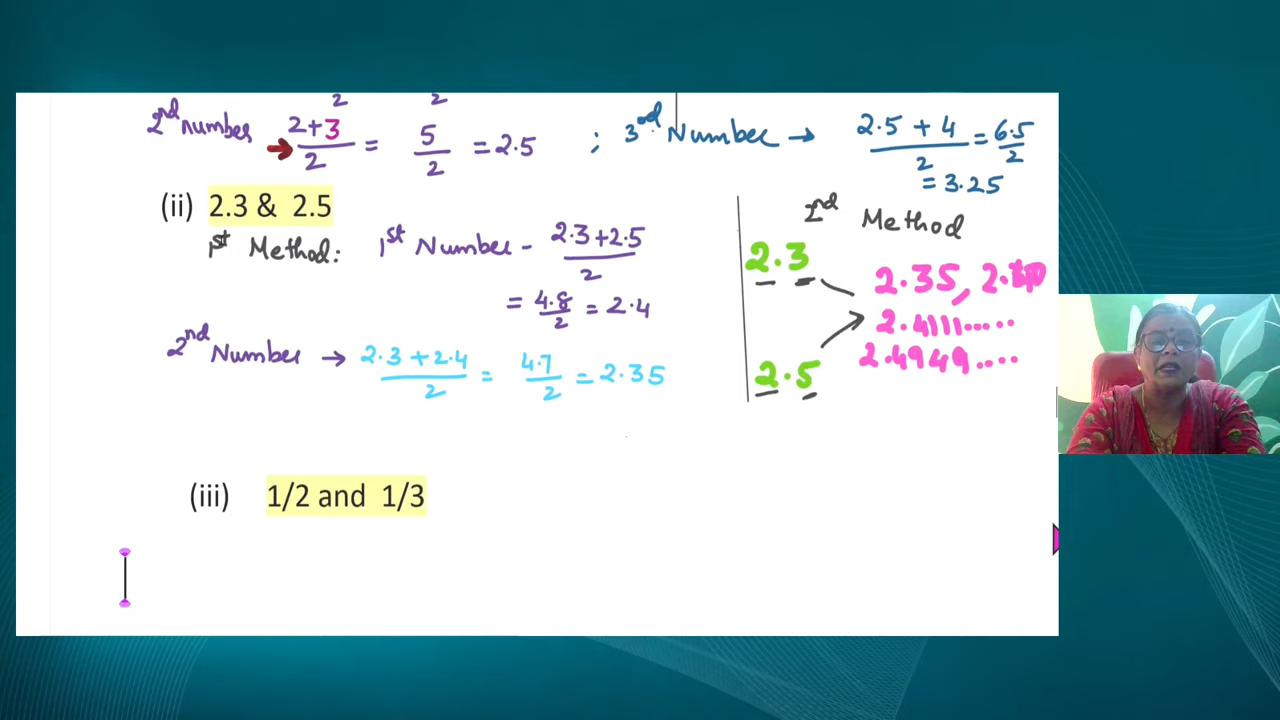 2nd number → 2+3/2 = 5/2 = 2.5 ; 3rd Number → 2.5 + 4/2 = 6.5/2
= 3.25
(ii) 2.3 & 2.5
2nd Method
1st Method: 1st Number - 2.3+2.5/2
= 4.8/2 = 2.4
2nd Number → 2.3 + 2.4/2 = 4.7/2 = 2.35
2.3
2.35, 2.
2.4111.....
2.4949....
2.5
(iii) 1/2 and 1/3